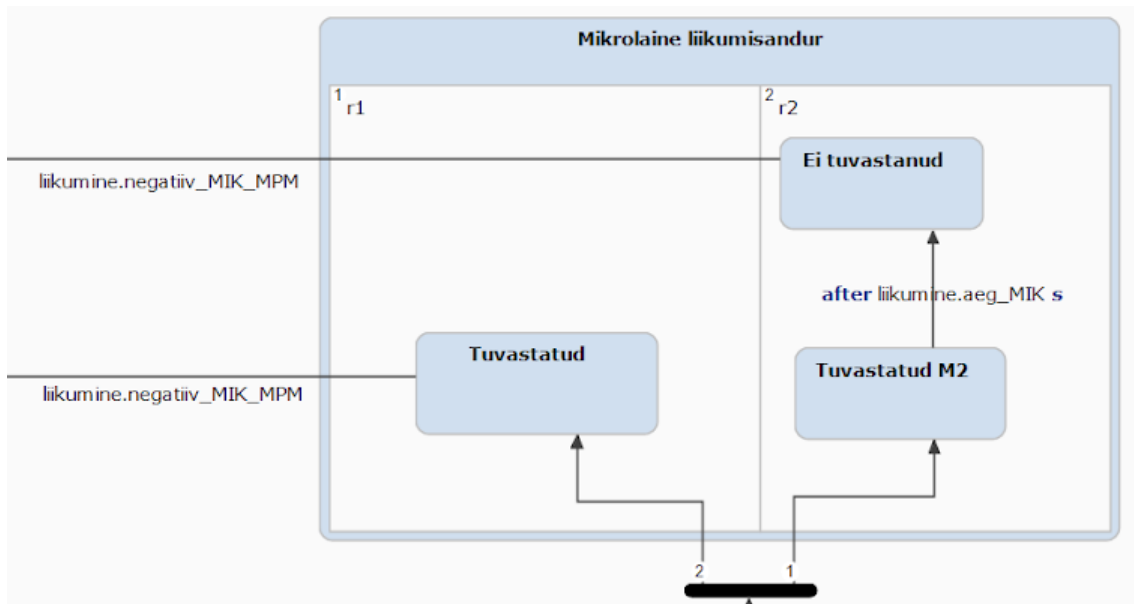 Mikrolaine liikumisandur
1
r1
2
r2
Ei tuvastanud
liikumine.negatiiv_MIK_MPM
after liikumine.aeg_MIK s
Tuvastatud
Tuvastatud M2
liikumine.negatiiv_MIK_MPM
2
1